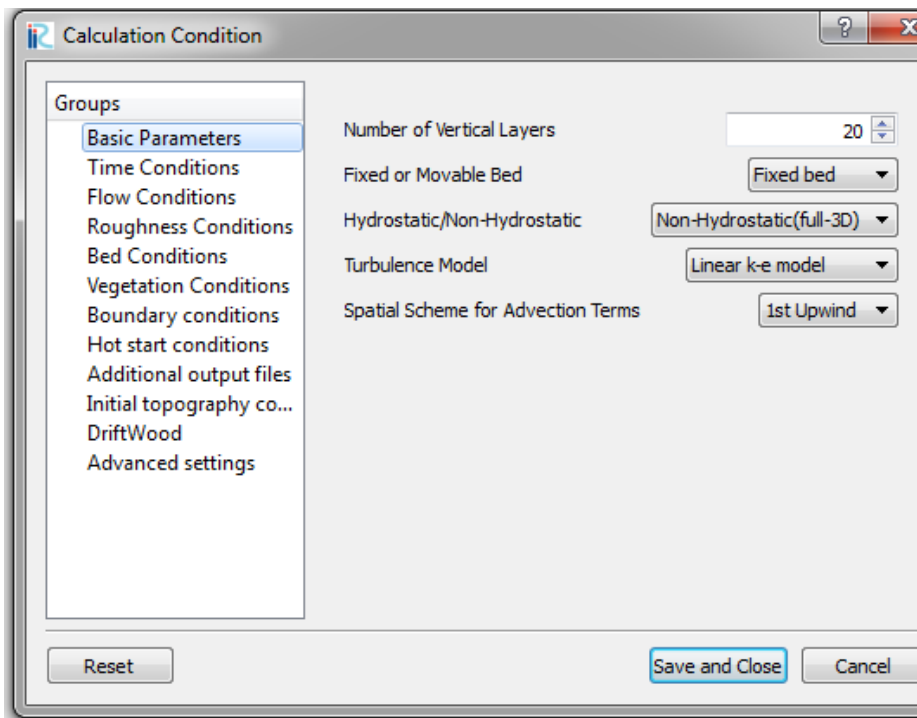 iRiC Calculation Condition
Groups
Basic Parameters
Time Conditions
Flow Conditions
Roughness Conditions
Bed Conditions
Vegetation Conditions
Boundary conditions
Hot start conditions
Additional output files
Initial topography co...
DriftWood
Advanced settings
Number of Vertical Layers 20
Fixed or Movable Bed Fixed bed
Hydrostatic/Non-Hydrostatic Non-Hydrostatic(full-3D)
Turbulence Model Linear k-e model
Spatial Scheme for Advection Terms 1st Upwind
Reset Save and Close Cancel